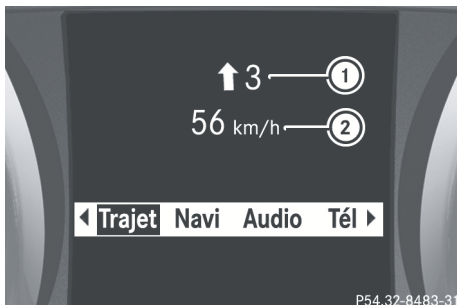 ⬆3 1
56 km/h 2
◀ Trajet Navi Audio Tél ▶
P54.32-8483-31